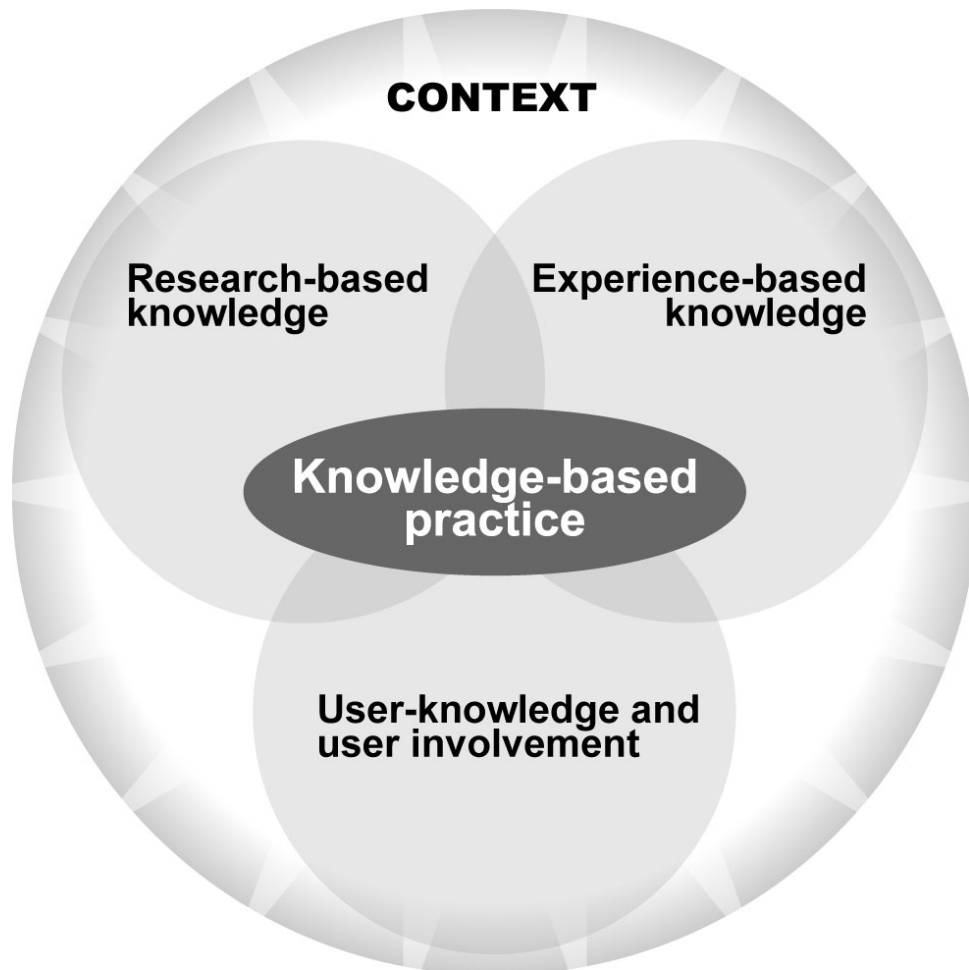 CONTEXT
Research-based
knowledge
Experience-based
knowledge
Knowledge-based
practice
User-knowledge and
user involvement